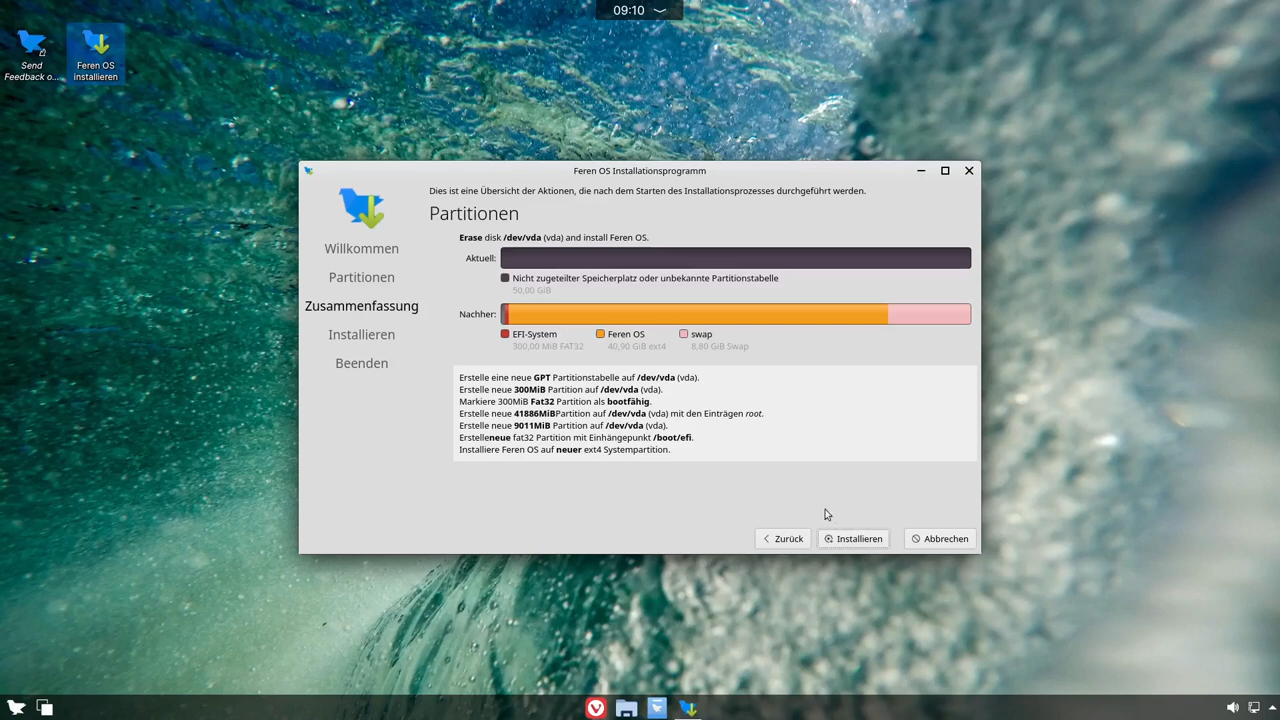 09:10
Send
Feedback o...
Feren OS
installieren
Feren OS Installationsprogramm
Dies ist eine Übersicht der Aktionen, die nach dem Starten des Installationsprozesses durchgeführt werden.
Willkommen
Partitionen
Zusammenfassung
Installieren
Beenden
Partitionen
Erase disk /dev/vda (vda) and install Feren OS.
Aktuell:
Nicht zugeteilter Speicherplatz oder unbekannte Partitionstabelle
50,00 GiB
Nachher:
EFI-System Feren OS swap
300,00 MiB FAT32 40,90 GiB ext4 8,80 GiB Swap
Erstelle eine neue GPT Partitionstabelle auf /dev/vda (vda).
Erstelle neue 300MiB Partition auf /dev/vda (vda).
Markiere 300MiB Fat32 Partition als bootfähig.
Erstelle neue 41886MiBPartition auf /dev/vda (vda) mit den Einträgen root.
Erstelle neue 9011MiB Partition auf /dev/vda (vda).
Erstelleneue fat32 Partition mit Einhängepunkt /boot/efi.
Installiere Feren OS auf neuer ext4 Systempartition.
Zurück Installieren Abbrechen